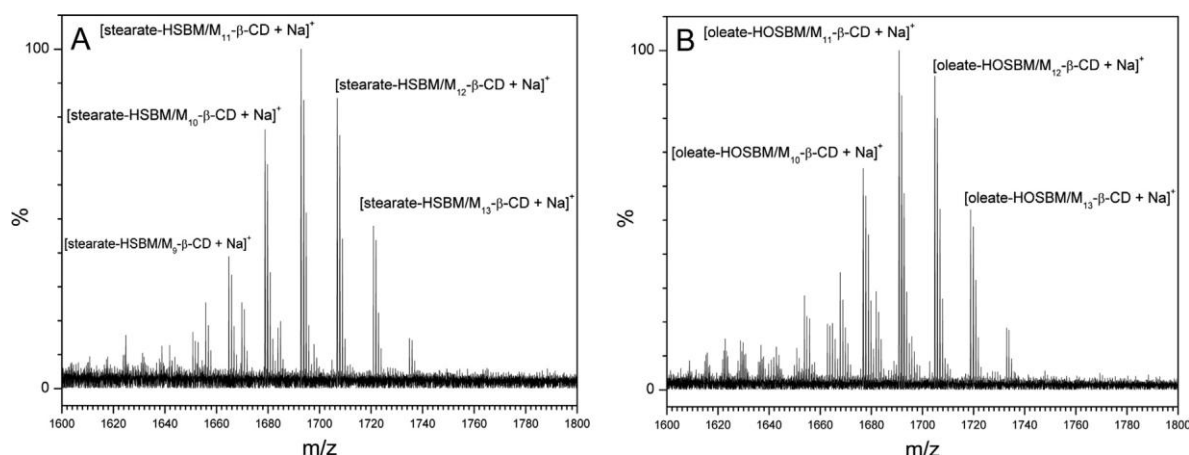 A
[stearate-HSBM/M₁₁-β-CD + Na]⁺
100
[stearate-HSBM/M₁₂-β-CD + Na]⁺
[stearate-HSBM/M₁₀-β-CD + Na]⁺
[stearate-HSBM/M₁₃-β-CD + Na]⁺
%
[stearate-HSBM/M₉-β-CD + Na]⁺
0
1600 1620 1640 1660 1680 1700 1720 1740 1760 1780 1800
m/z
B
[oleate-HOSBM/M₁₁-β-CD + Na]⁺
100
[oleate-HOSBM/M₁₂-β-CD + Na]⁺
[oleate-HOSBM/M₁₀-β-CD + Na]⁺
[oleate-HOSBM/M₁₃-β-CD + Na]⁺
%
0
1600 1620 1640 1660 1680 1700 1720 1740 1760 1780 1800
m/z